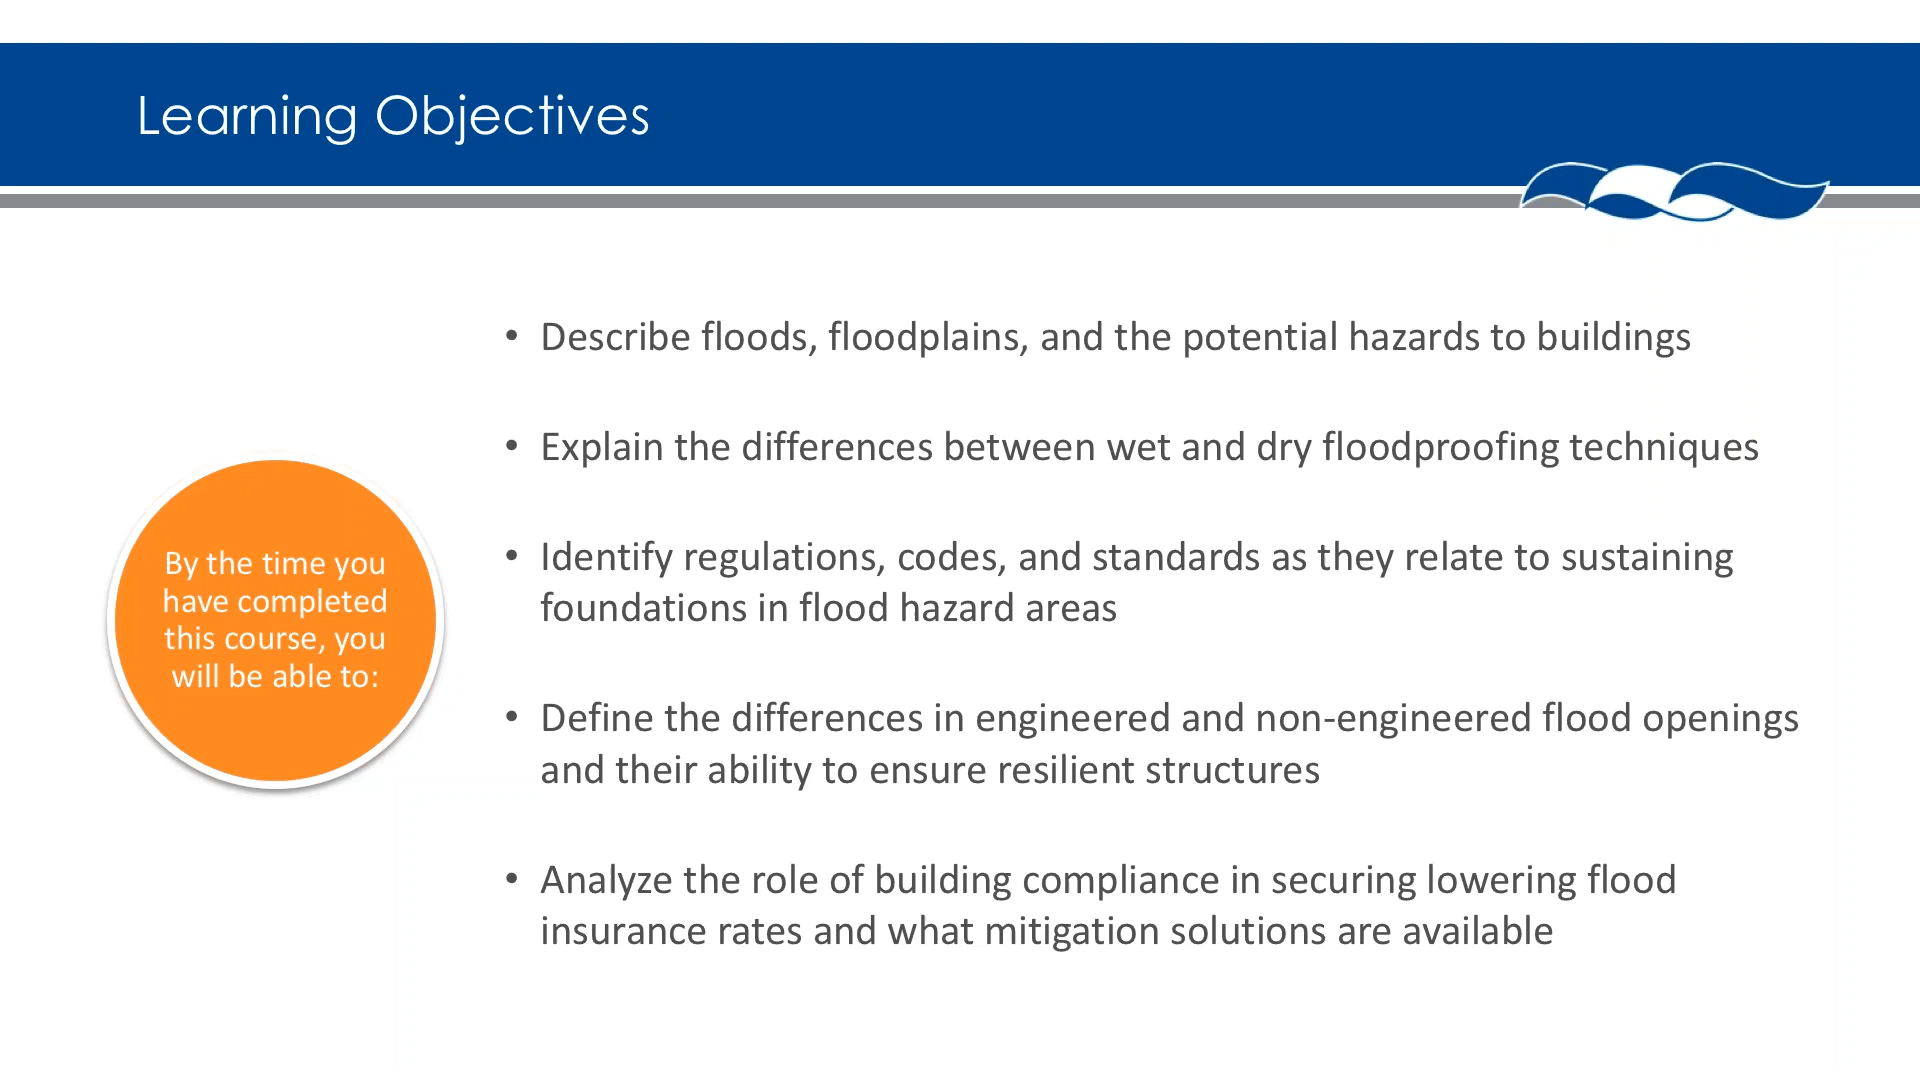 Learning Objectives
By the time you
have completed
this course, you
will be able to:
• Describe floods, floodplains, and the potential hazards to buildings
• Explain the differences between wet and dry floodproofing techniques
• Identify regulations, codes, and standards as they relate to sustaining
foundations in flood hazard areas
• Define the differences in engineered and non-engineered flood openings
and their ability to ensure resilient structures
• Analyze the role of building compliance in securing lowering flood
insurance rates and what mitigation solutions are available